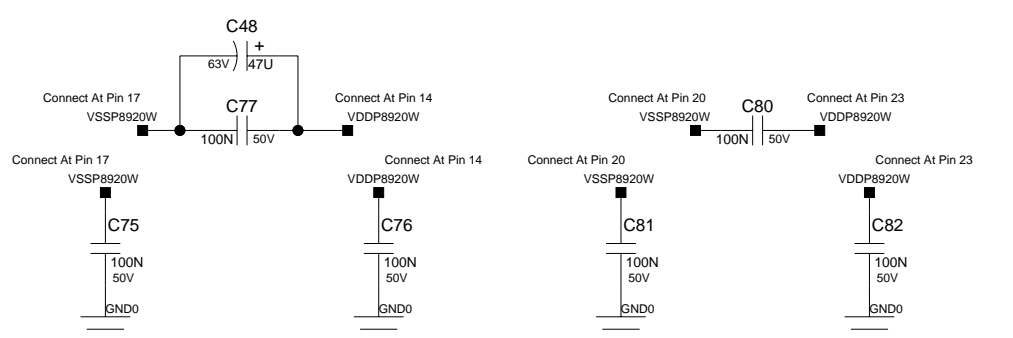 C48
+
63V
47U
Connect At Pin 17
VSSP8920W
C77
Connect At Pin 14
VDDP8920W
100N
50V
Connect At Pin 20
VSSP8920W
C80
Connect At Pin 23
VDDP8920W
100N
50V
Connect At Pin 17
VSSP8920W
C75
100N
50V
GND0
Connect At Pin 14
VDDP8920W
C76
100N
50V
GND0
Connect At Pin 20
VSSP8920W
C81
100N
50V
GND0
Connect At Pin 23
VDDP8920W
C82
100N
50V
GND0